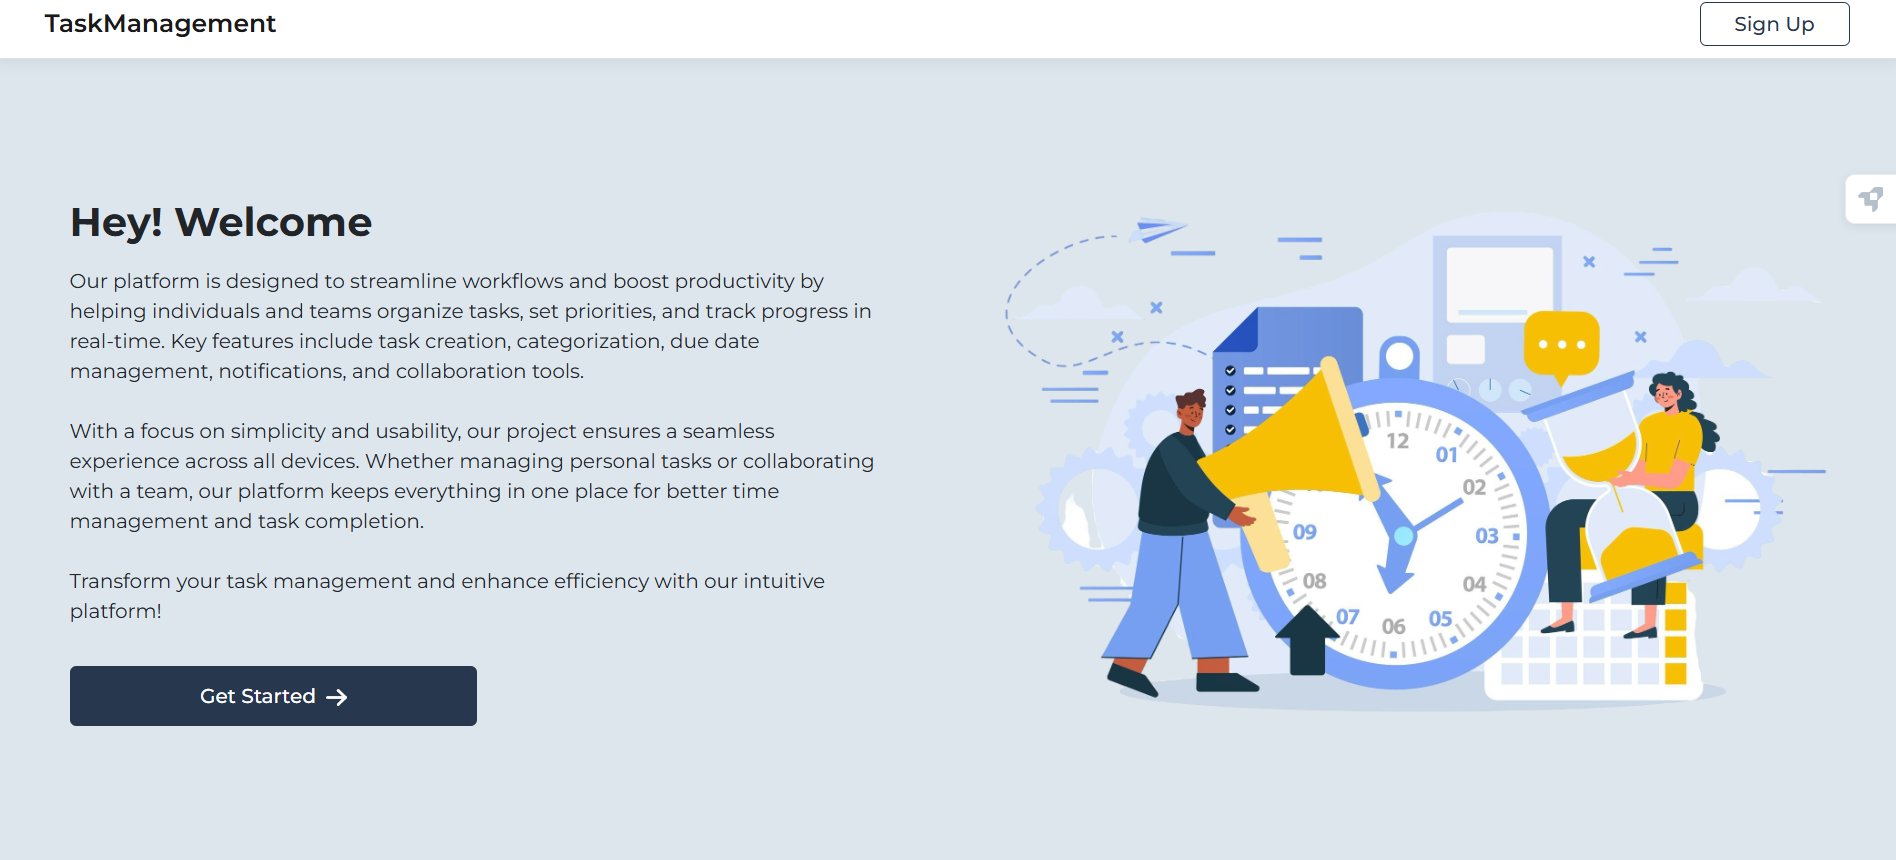 TaskManagement
Sign Up
Hey! Welcome
Our platform is designed to streamline workflows and boost productivity by
helping individuals and teams organize tasks, set priorities, and track progress in
real-time. Key features include task creation, categorization, due date
management, notifications, and collaboration tools.
With a focus on simplicity and usability, our project ensures a seamless
experience across all devices. Whether managing personal tasks or collaborating
with a team, our platform keeps everything in one place for better time
management and task completion.
Transform your task management and enhance efficiency with our intuitive
platform!
Get Started
12
01
02
03
04
05
06
07
08
09